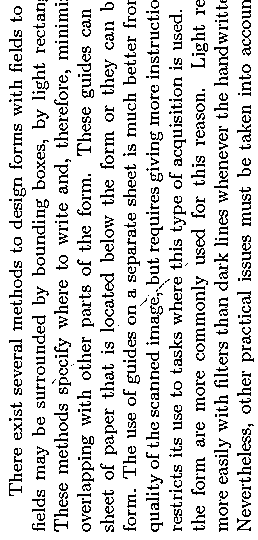 There exist several methods to design forms with fields to
fields may be surrounded by bounding boxes, by light rectang
These methods specify where to write and, therefore, minimi
overlapping with other parts of the form. These guides can
sheet of paper that is located below the form or they can b
form. The use of guides on a separate sheet is much better fro
quality of the scanned image, but requires giving more instructio
restricts its use to tasks where this type of acquisition is used.
the form are more commonly used for this reason. Light re
more easily with filters than dark lines whenever the handwritt
Nevertheless, other practical issues must be taken into accoun